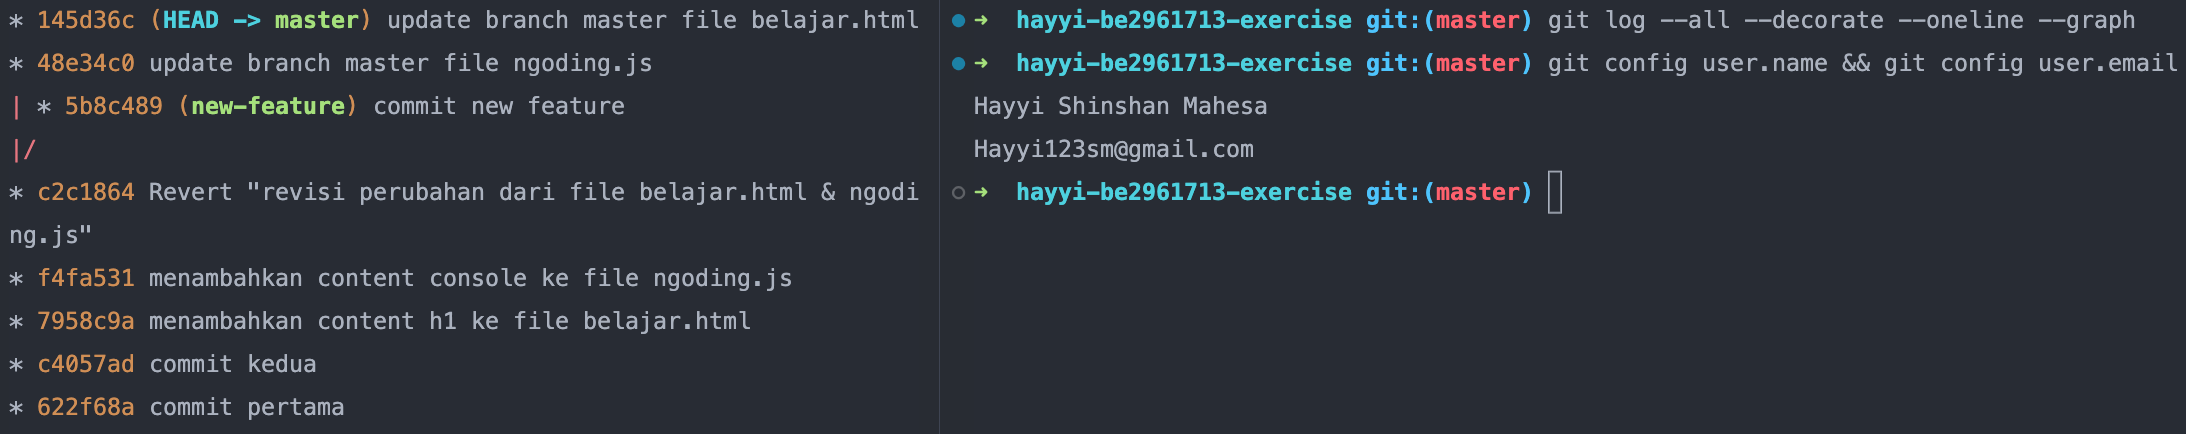 * 145d36c (HEAD -> master) update branch master file belajar.html
* 48e34c0 update branch master file ngoding.js
| * 5b8c489 (new-feature) commit new feature
|/
* c2c1864 Revert "revisi perubahan dari file belajar.html & ngodi
ng.js"
* f4fa531 menambahkan content console ke file ngoding.js
* 7958c9a menambahkan content h1 ke file belajar.html
* c4057ad commit kedua
* 622f68a commit pertama
➜ hayyi-be2961713-exercise git:(master) git log --all --decorate --oneline --graph
➜ hayyi-be2961713-exercise git:(master) git config user.name && git config user.email
Hayyi Shinshan Mahesa
Hayyi123sm@gmail.com
➜ hayyi-be2961713-exercise git:(master)